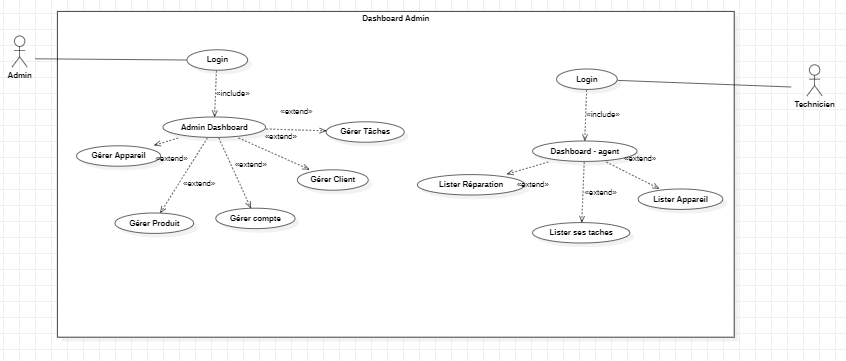 Dashboard Admin
Admin
Login
«include»
Admin Dashboard
«extend»
«extend»
Gérer Tâches
Gérer Appareil
«extend»
«extend»
Gérer Client
«extend»
Gérer Produit
Gérer compte
Login
Technicien
«include»
Dashboard - agent
«extend»
Lister Réparation
«extend»
«extend»
Lister Appareil
Lister ses taches